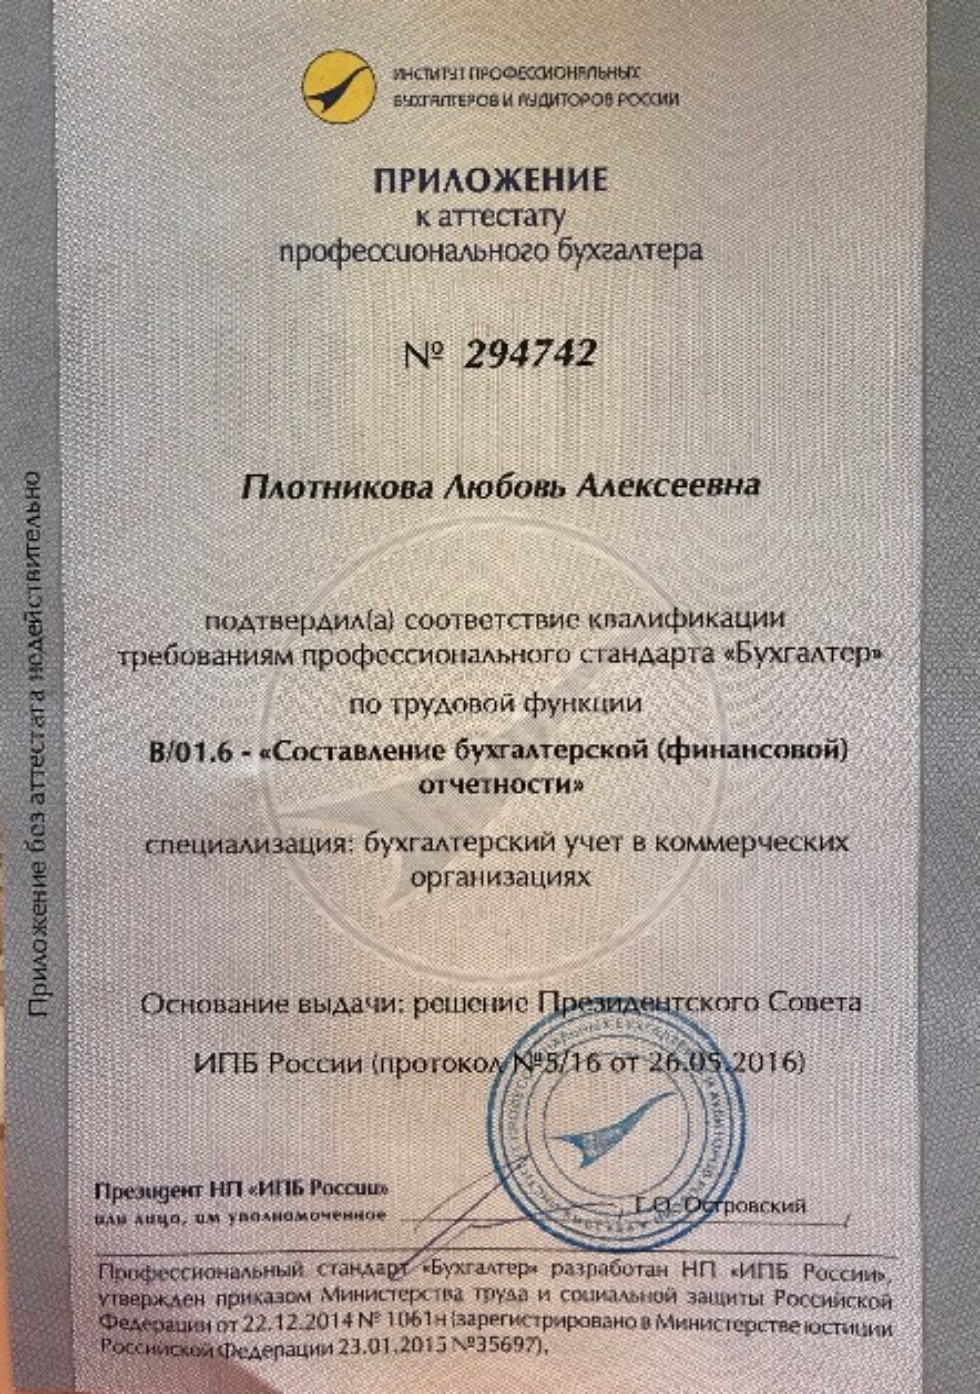 ИНСТИТУТ ПРОФЕССИОНАЛЬНЫХ
БУХГАЛТЕРОВ И АУДИТОРОВ РОССИИ
ПРИЛОЖЕНИЕ
к аттестату
профессионального бухгалтера
№ 294742
Плотникова Любовь Алексеевна
подтвердил(а) соответствие квалификации
требованиям профессионального стандарта «Бухгалтер»
по трудовой функции
В/01.6 - «Составление бухгалтерской (финансовой)
отчетности»
специализация: бухгалтерский учет в коммерческих
организациях
Основание выдачи: решение Президентского Совета
ИПБ России (протокол №5/16 от 26.05.2016)
Президент НП «ИПБ России»
или лицо, им уполномоченное
Г.О. Островский
Профессиональный стандарт «Бухгалтер» разработан НП «ИПБ России»,
утвержден приказом Министерства труда и социальной защиты Российской
Федерации от 22.12.2014 № 1061н (зарегистрировано в Министерстве юстиции
Российской Федерации 23.01.2015 №35697).
Приложение без аттестата недействительно